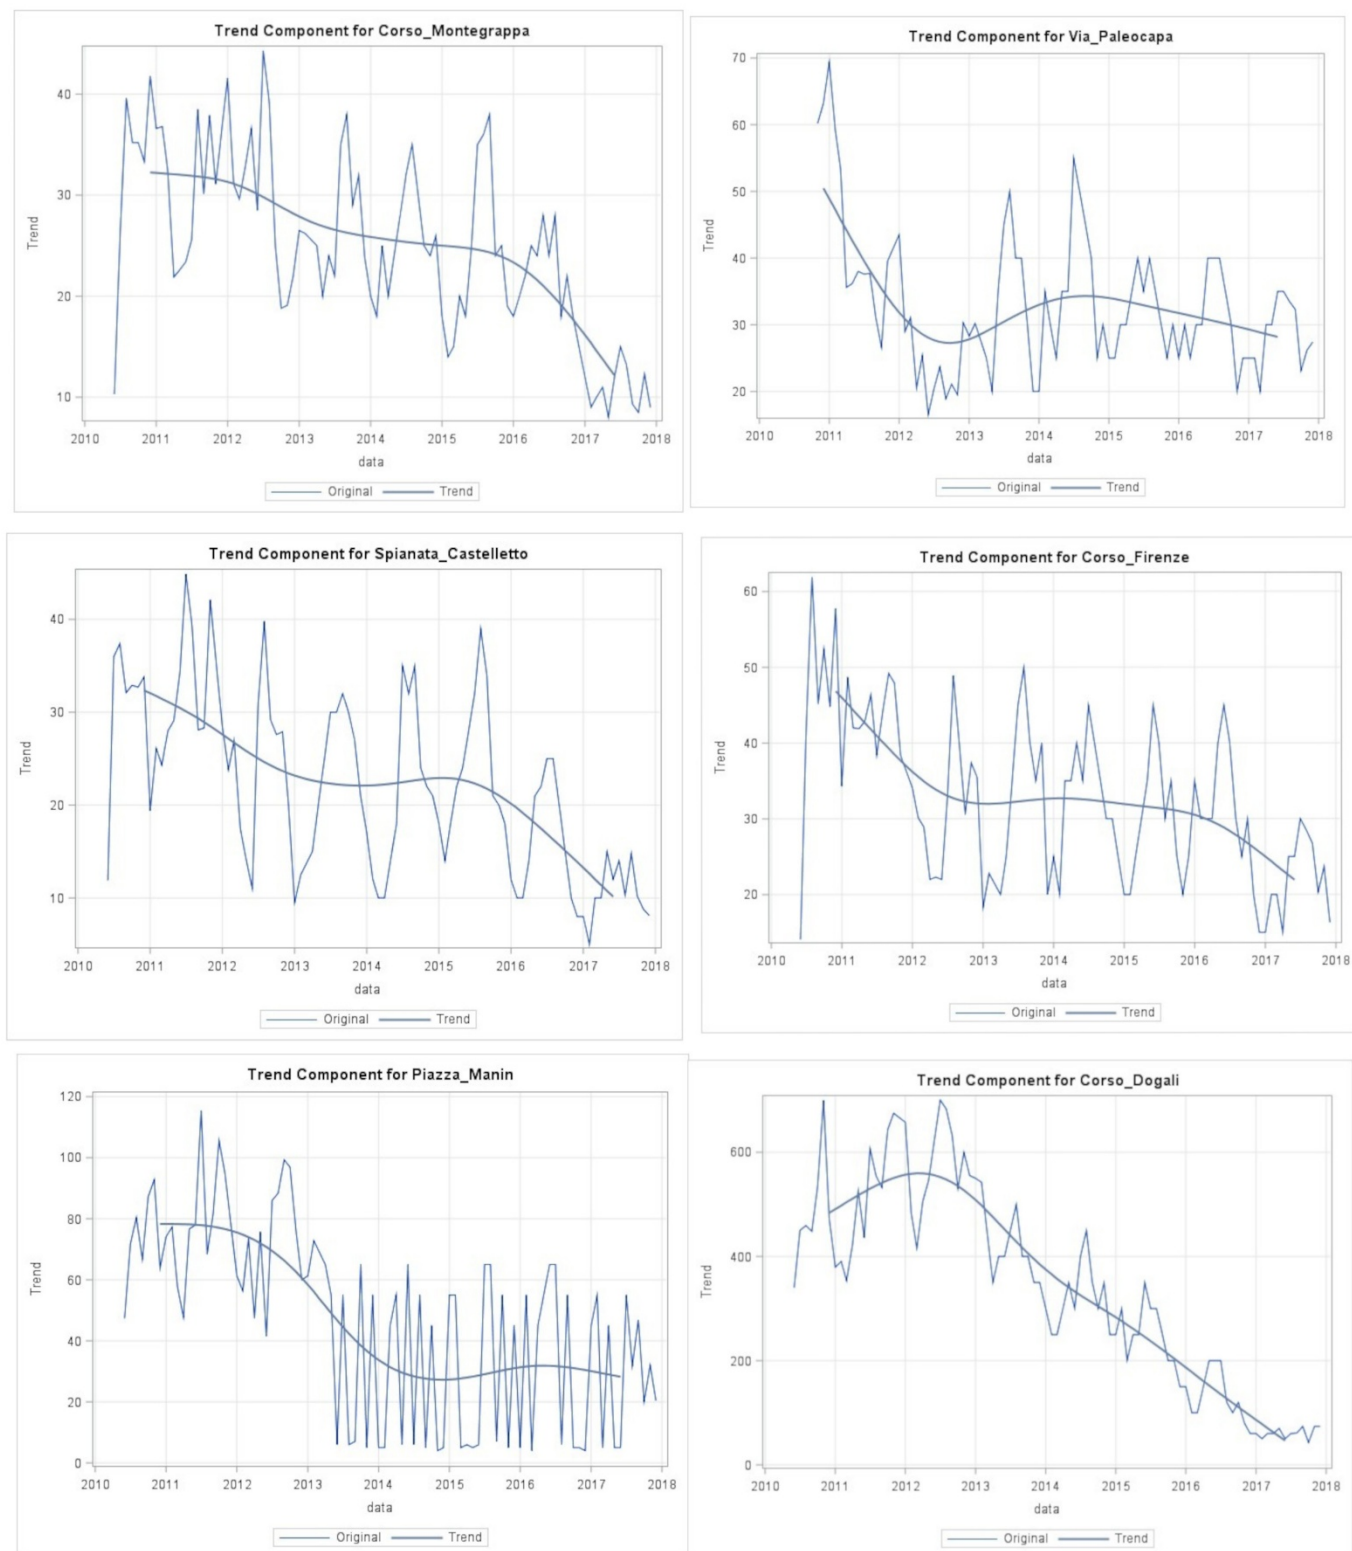 Trend Component for Corso_Montegrappa
40
30
20
10
Trend
2010 2011 2012 2013 2014 2015 2016 2017 2018
data
Original Trend
Trend Component for Via_Paleocapa
70
60
50
40
30
20
Trend
2010 2011 2012 2013 2014 2015 2016 2017 2018
data
Original Trend
Trend Component for Spianata_Castelletto
40
30
20
10
Trend
2010 2011 2012 2013 2014 2015 2016 2017 2018
data
Original Trend
Trend Component for Corso_Firenze
60
50
40
30
20
Trend
2010 2011 2012 2013 2014 2015 2016 2017 2018
data
Original Trend
Trend Component for Piazza_Manin
120
100
80
60
40
20
0
Trend
2010 2011 2012 2013 2014 2015 2016 2017 2018
data
Original Trend
Trend Component for Corso_Dogali
600
400
200
0
Trend
2010 2011 2012 2013 2014 2015 2016 2017 2018
data
Original Trend